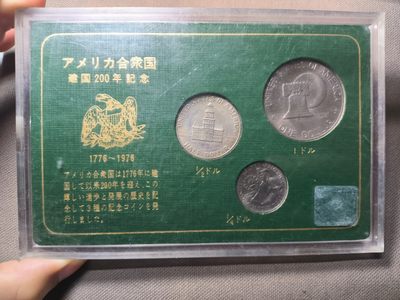 アメリカ合衆国
建国200年記念
1776～1976
アメリカ合衆国は1776年に建
国して以来200年を迎え、この
輝しい進歩と発展の歴史を記
念して3種の記念コインを発
行しました。
1/2ドル
1ドル
1/4ドル